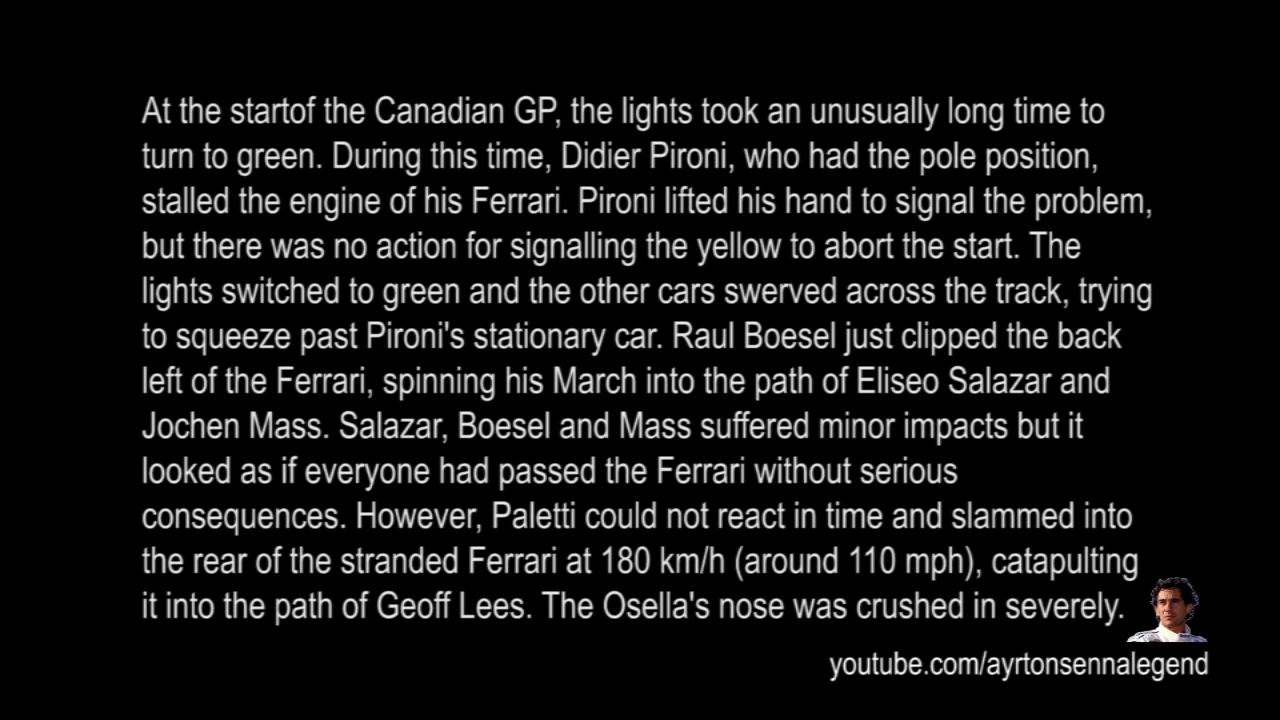 At the startof the Canadian GP, the lights took an unusually long time to
turn to green. During this time, Didier Pironi, who had the pole position,
stalled the engine of his Ferrari. Pironi lifted his hand to signal the problem,
but there was no action for signalling the yellow to abort the start. The
lights switched to green and the other cars swerved across the track, trying
to squeeze past Pironi's stationary car. Raul Boesel just clipped the back
left of the Ferrari, spinning his March into the path of Eliseo Salazar and
Jochen Mass. Salazar, Boesel and Mass suffered minor impacts but it
looked as if everyone had passed the Ferrari without serious
consequences. However, Paletti could not react in time and slammed into
the rear of the stranded Ferrari at 180 km/h (around 110 mph), catapulting
it into the path of Geoff Lees. The Osella's nose was crushed in severely.
youtube.com/ayrtonsennalegend